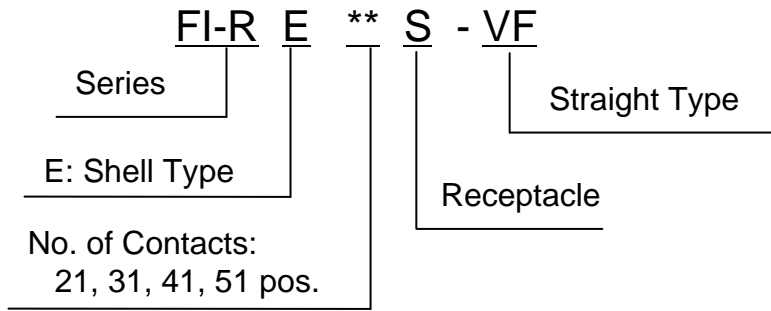 FI-R E ** S - VF
Series
Straight Type
E: Shell Type
Receptacle
No. of Contacts:
21, 31, 41, 51 pos.